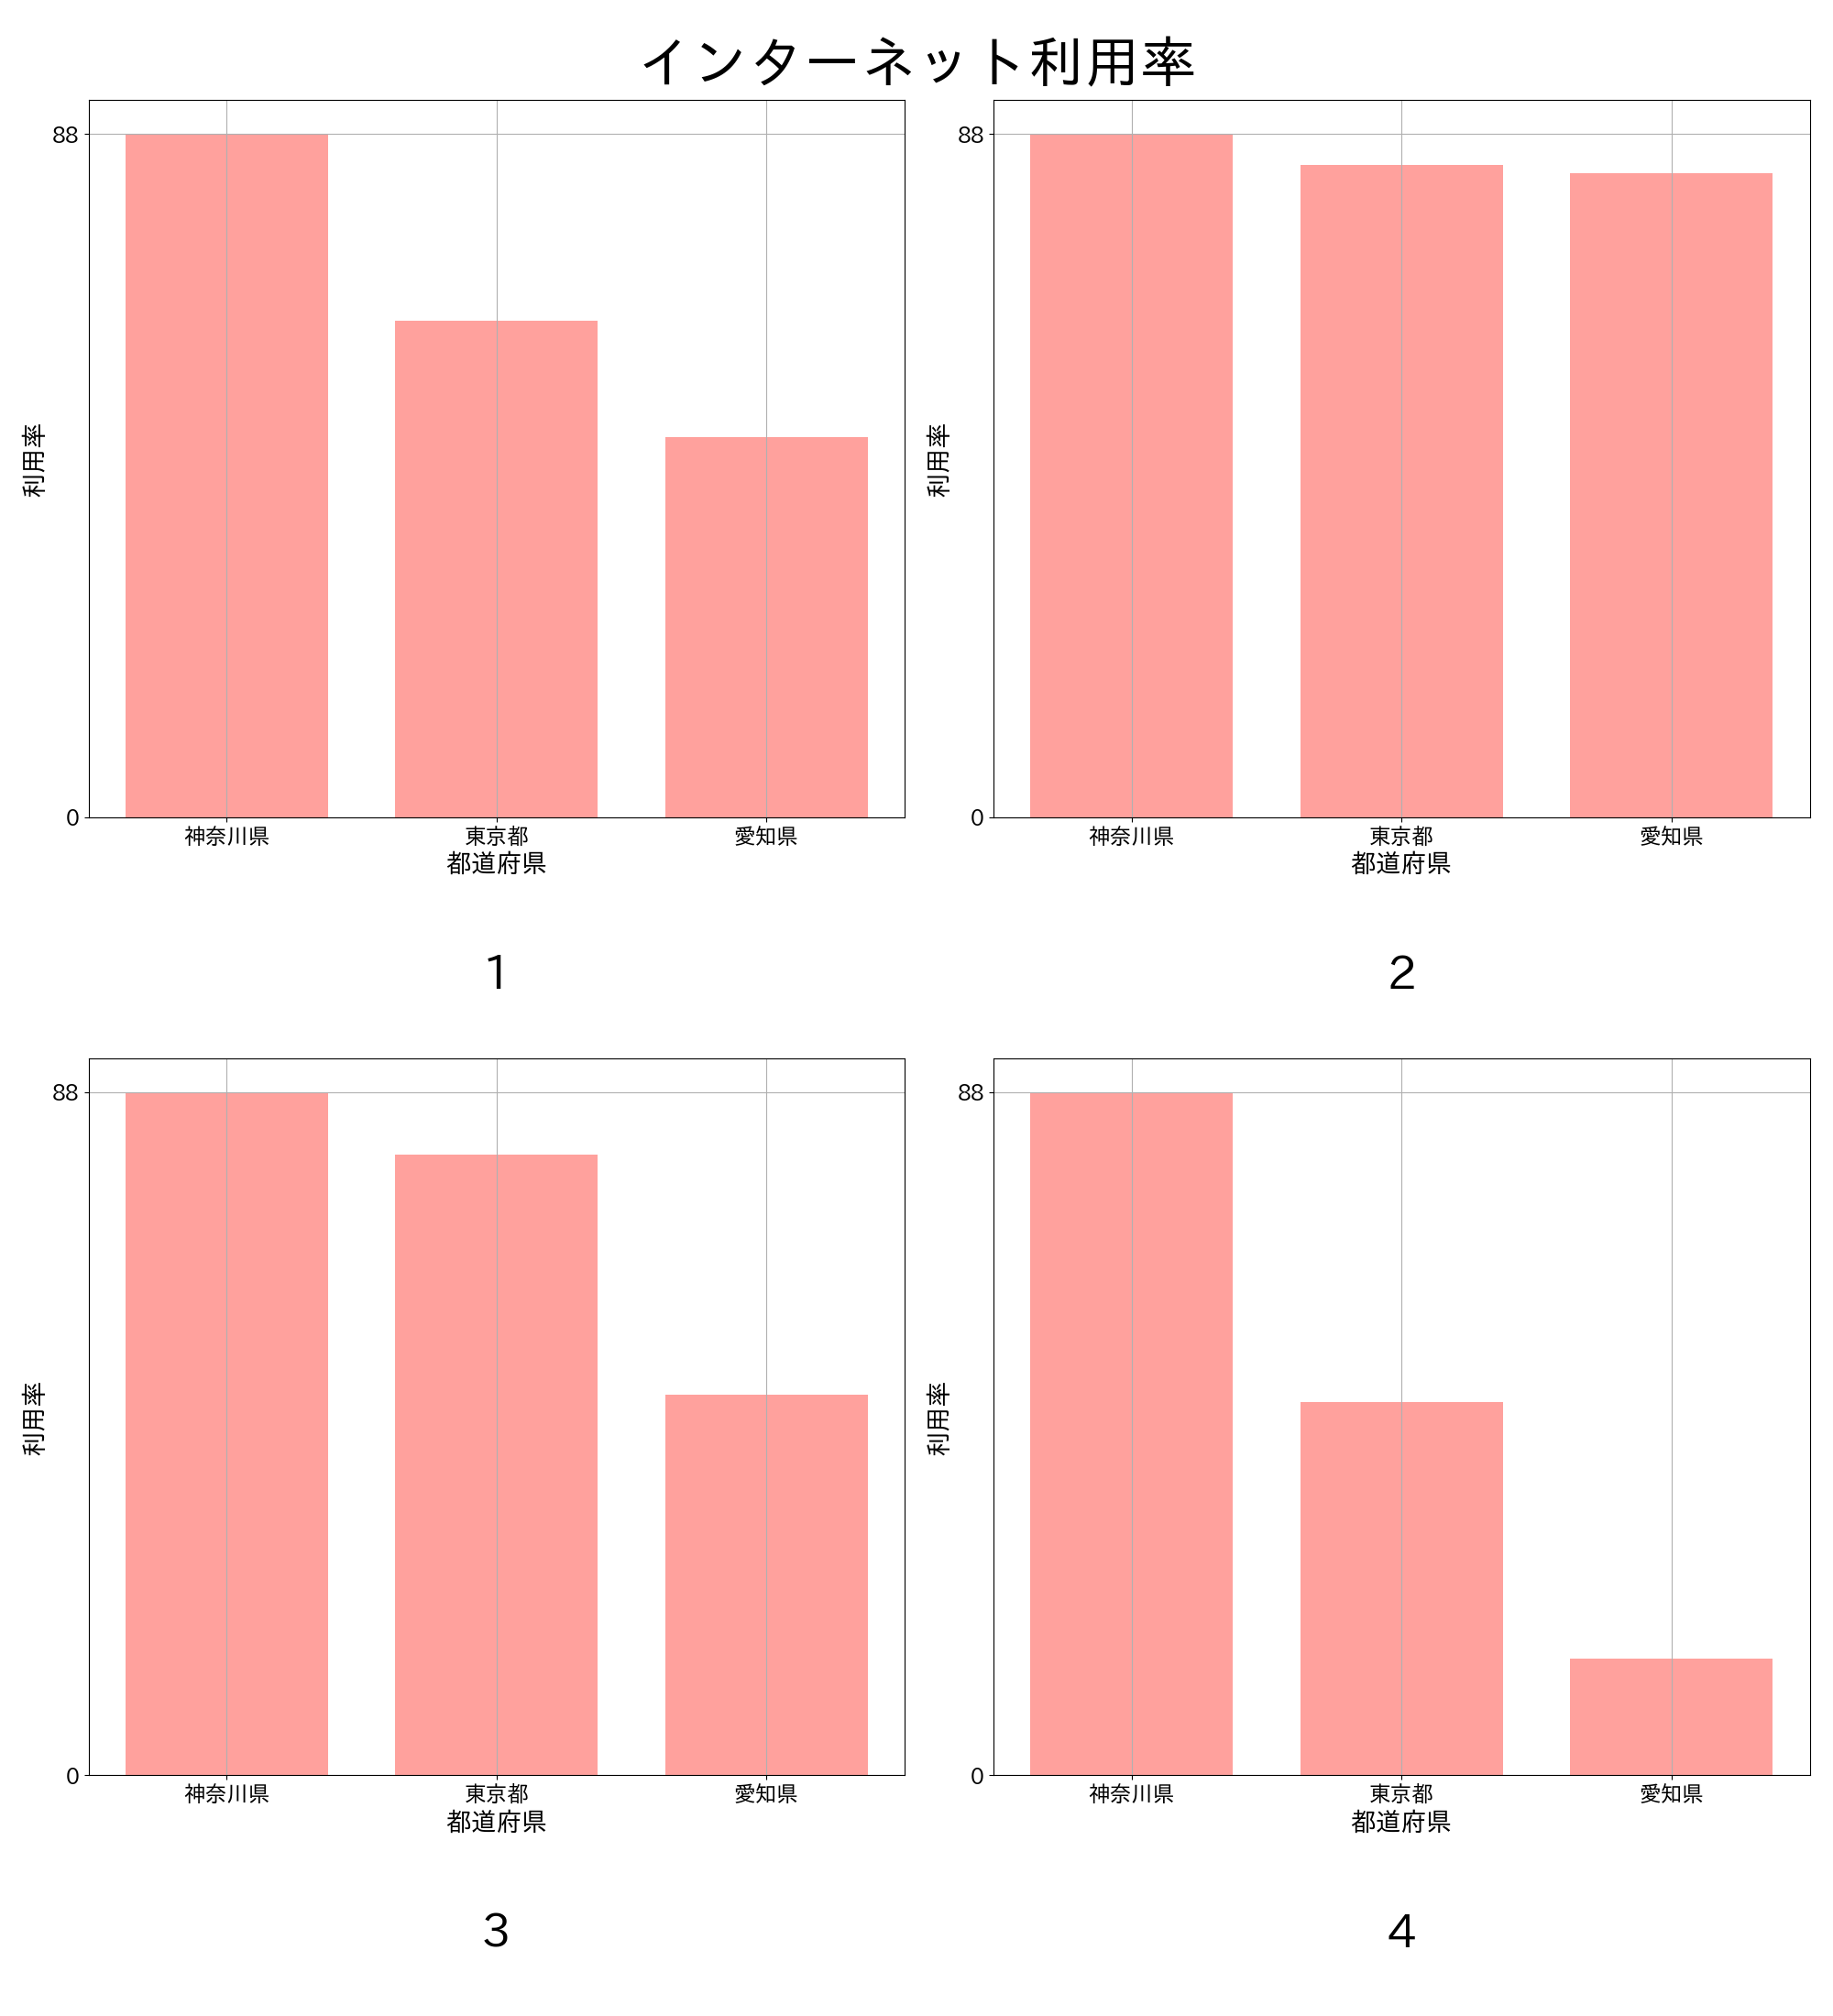 インターネット利用率
88
0
利用率
神奈川県 東京都 愛知県
都道府県
1
88
0
利用率
神奈川県 東京都 愛知県
都道府県
2
88
0
利用率
神奈川県 東京都 愛知県
都道府県
3
88
0
利用率
神奈川県 東京都 愛知県
都道府県
4